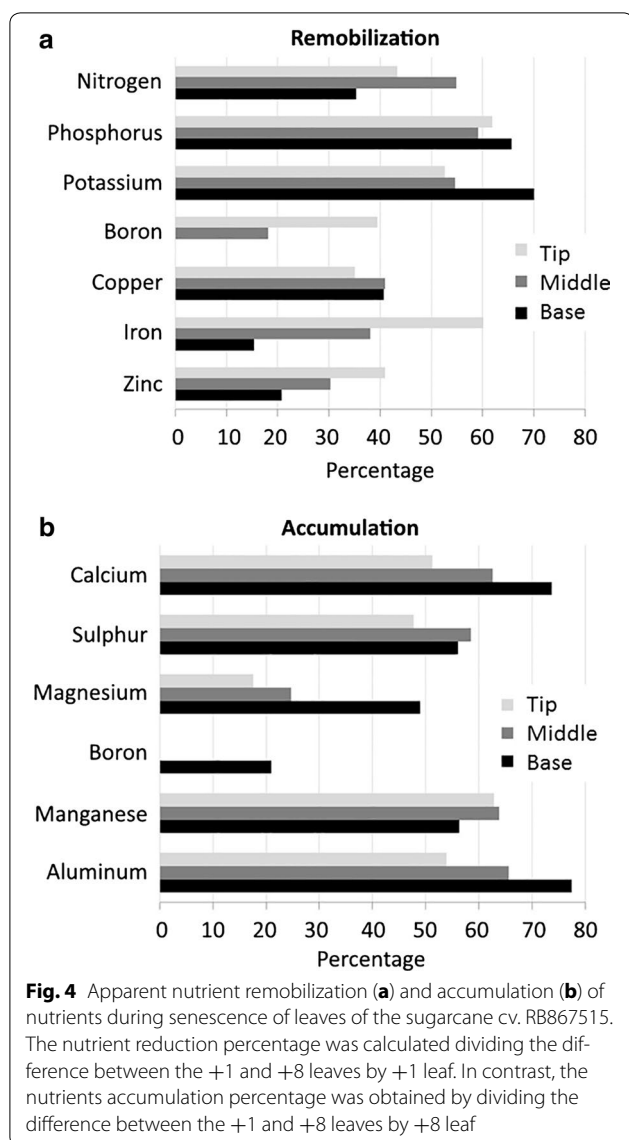 a
Remobilization
Nitrogen
Phosphorus
Potassium
Boron
Copper
Iron
Zinc
Tip
Middle
Base
0 10 20 30 40 50 60 70 80
Percentage
b
Accumulation
Calcium
Sulphur
Magnesium
Boron
Manganese
Aluminum
Tip
Middle
Base
0 10 20 30 40 50 60 70 80
Percentage
Fig. 4 Apparent nutrient remobilization (a) and accumulation (b) of
nutrients during senescence of leaves of the sugarcane cv. RB867515.
The nutrient reduction percentage was calculated dividing the dif-
ference between the +1 and +8 leaves by +1 leaf. In contrast, the
nutrients accumulation percentage was obtained by dividing the
difference between the +1 and +8 leaves by +8 leaf